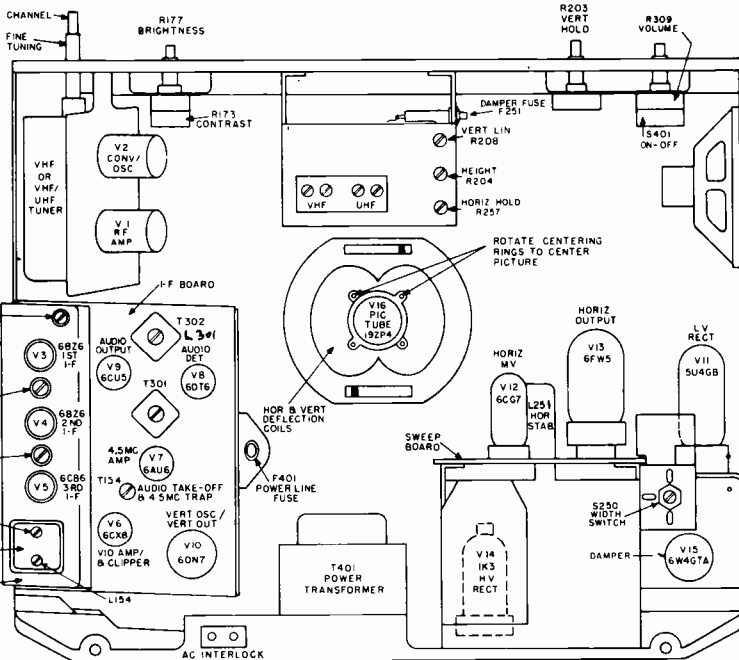 CHANNEL
FINE
TUNING
R177
BRIGHTNESS
R173
CONTRAST
R203
VERT
HOLD
R309
VOLUME
S401
ON-OFF
DAMPER FUSE
F251
VERT LIN
R208
HEIGHT
R204
HORIZ HOLD
R257
VHF
UHF
VHF
OR
VHF/
UHF
TUNER
V2
CONV/
OSC
V1
RF
AMP
ROTATE CENTERING
RINGS TO CENTER
PICTURE
I-F BOARD
V16
PIC
TUBE
19ZP4
HOR & VERT
DEFLECTION
COILS
T302
L301
AUDIO
OUTPUT
V9
6CU5
AUDIO
DET
V8
6DT6
T301
V3
6BZ6
1ST
I-F
V4
6BZ6
2ND
I-F
V5
6CB6
3RD
I-F
4.5MC
AMP
V7
6AU6
T154
AUDIO TAKE-OFF
& 4.5MC TRAP
V6
6CX8
VID AMP/
& CLIPPER
VERT OSC/
VERT OUT
V10
6DN7
L154
F401
POWER LINE
FUSE
T401
POWER
TRANSFORMER
AC INTERLOCK
HORIZ
MV
V12
6CG7
L251
HOR
STAB.
HORIZ
OUTPUT
V13
6FW5
LV
RECT
V11
5U4GB
SWEEP
BOARD
V14
1K3
HV
RECT
S250
WIDTH
SWITCH
DAMPER
V15
6W4GTA